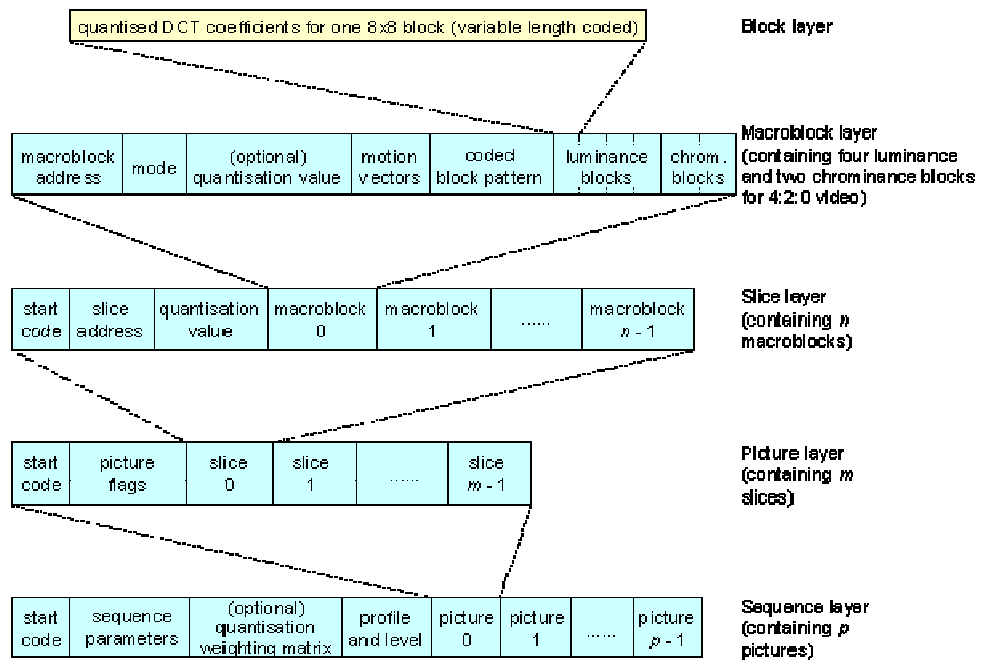 quantised DCT coefficients for one 8x8 block (variable length coded)
Block layer
macroblock
address
mode
(optional)
quantisation value
motion
vectors
coded
block pattern
luminance
blocks
chrom.
blocks
Macroblock layer
(containing four luminance
and two chrominance blocks
for 4:2:0 video)
start
code
slice
address
quantisation
value
macroblock
0
macroblock
1
......
macroblock
n - 1
Slice layer
(containing n
macroblocks)
start
code
picture
flags
slice
0
slice
1
......
slice
m - 1
Picture layer
(containing m
slices)
start
code
sequence
parameters
(optional)
quantisation
weighting matrix
profile
and level
picture
0
picture
1
......
picture
p - 1
Sequence layer
(containing p
pictures)